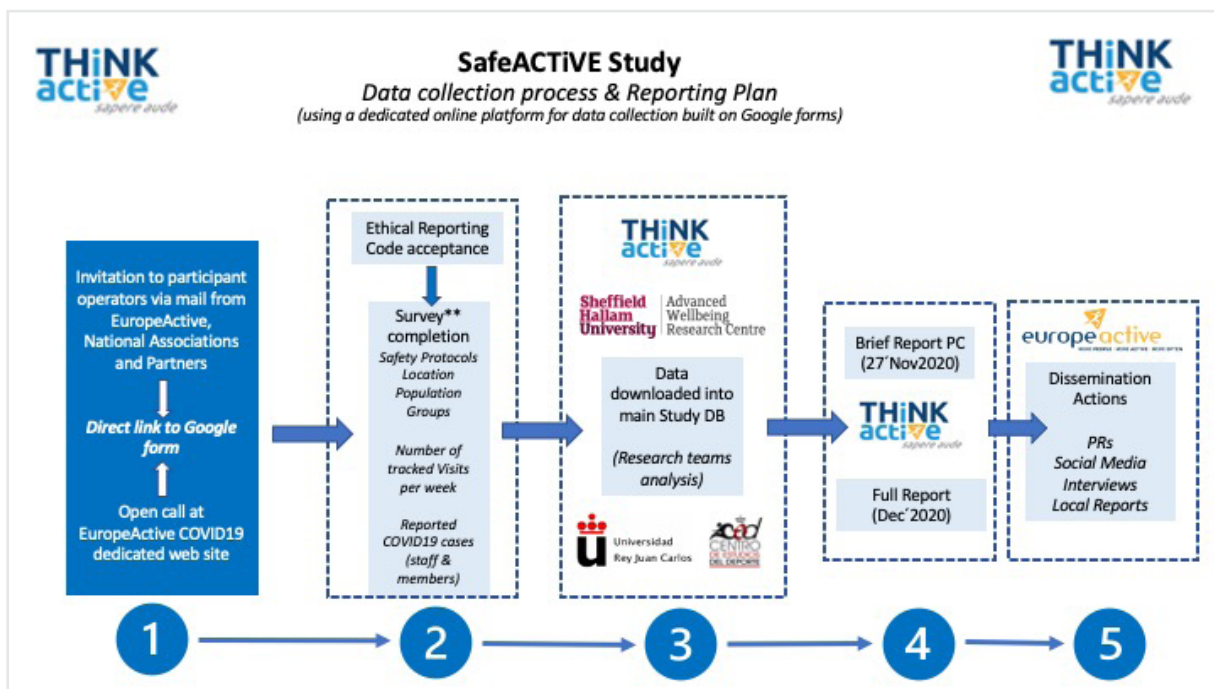 THiNK
active
sapere aude
SafeACTiVE Study
Data collection process & Reporting Plan
(using a dedicated online platform for data collection built on Google forms)
THiNK
active
sapere aude
Invitation to participant
operators via mail from
EuropeActive,
National Associations
and Partners
Direct link to Google
form
Open call at
EuropeActive COVID19
dedicated web site
Ethical Reporting
Code acceptance
Survey**
completion
Safety Protocols
Location
Population
Groups
Number of
tracked Visits
per week
Reported
COVID19 cases
(staff &
members)
THiNK
active
sapere aude
Sheffield
Hallam
University
Advanced
Wellbeing
Research Centre
Data
downloaded into
main Study DB
(Research teams
analysis)
Universidad
Rey Juan Carlos
CENTRO
DE ESTUDIOS
DEL DEPORTE
Brief Report PC
(27´Nov2020)
THiNK
active
sapere aude
Full Report
(Dec´2020)
europeactive
Dissemination
Actions
PRs
Social Media
Interviews
Local Reports
1
2
3
4
5